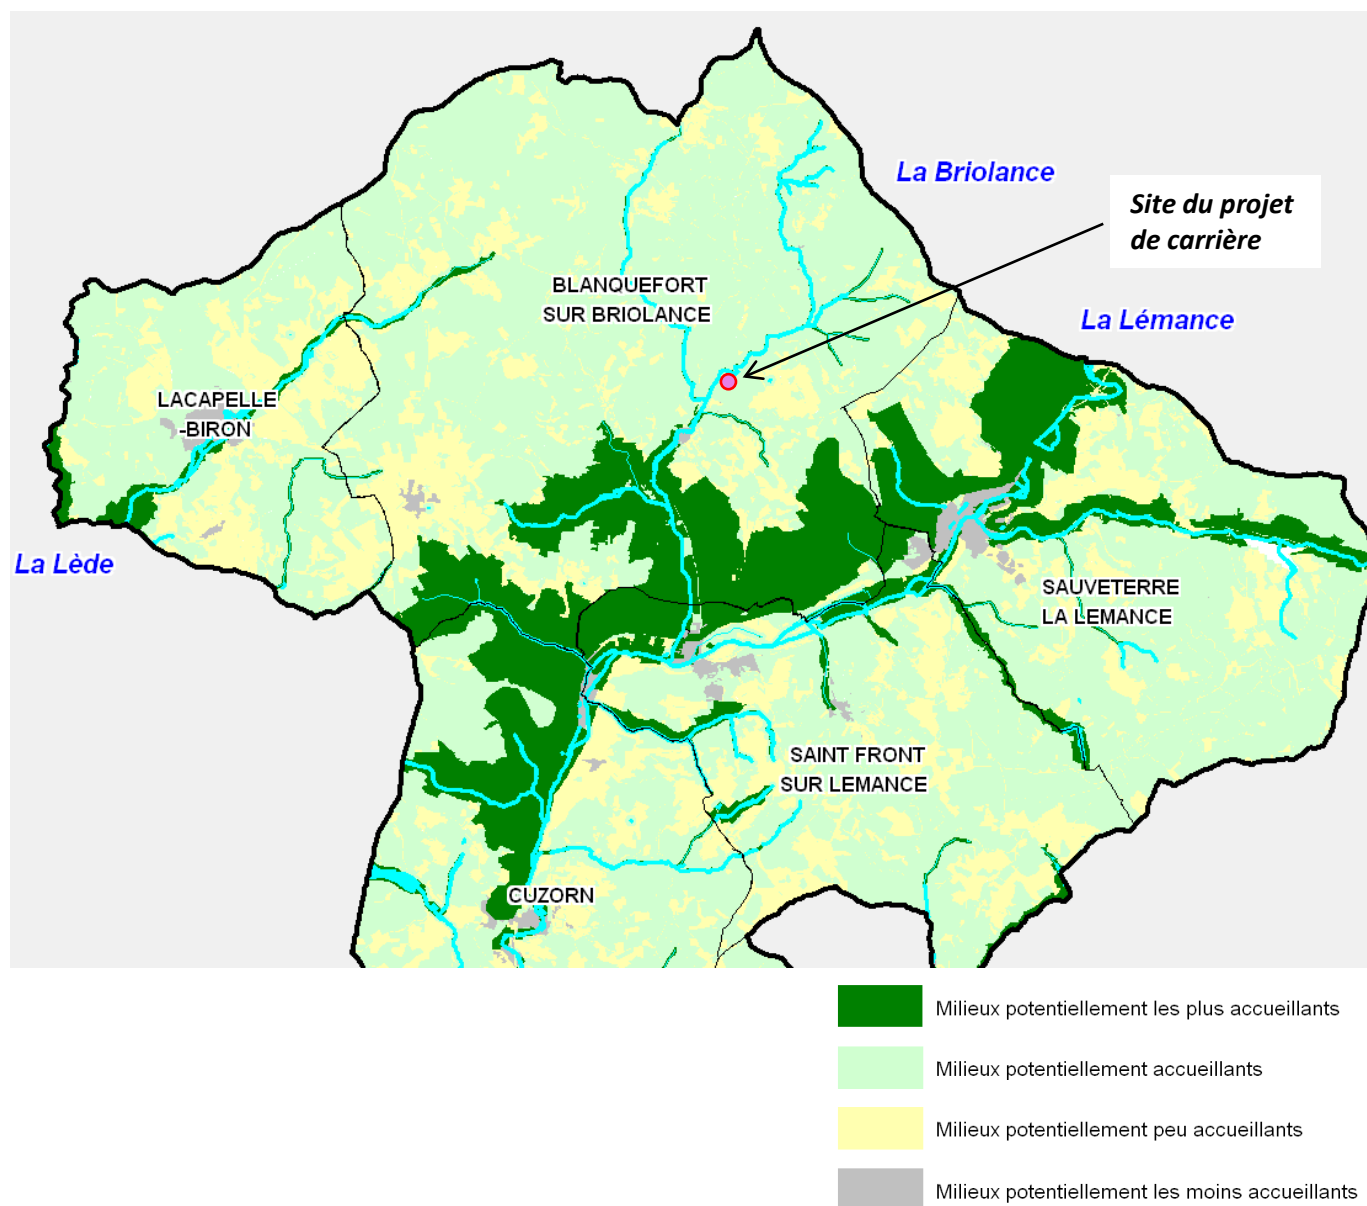 La Briolance
Site du projet
de carrière
BLANQUEFORT
SUR BRIOLANCE
La Lémance
LACAPELLE
-BIRON
La Lède
SAUVETERRE
LA LEMANCE
SAINT FRONT
SUR LEMANCE
CUZORN
Milieux potentiellement les plus accueillants
Milieux potentiellement accueillants
Milieux potentiellement peu accueillants
Milieux potentiellement les moins accueillants